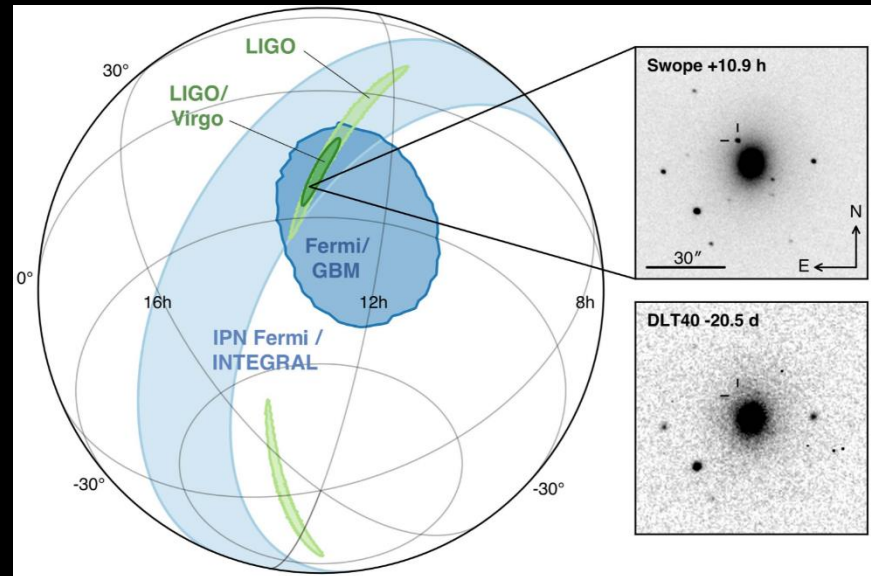 LIGO
LIGO/
Virgo
30°
Fermi/
GBM
0°
16h
12h
8h
IPN Fermi /
INTEGRAL
-30°
-30°
Swope +10.9 h
30″
N
E
DLT40 -20.5 d